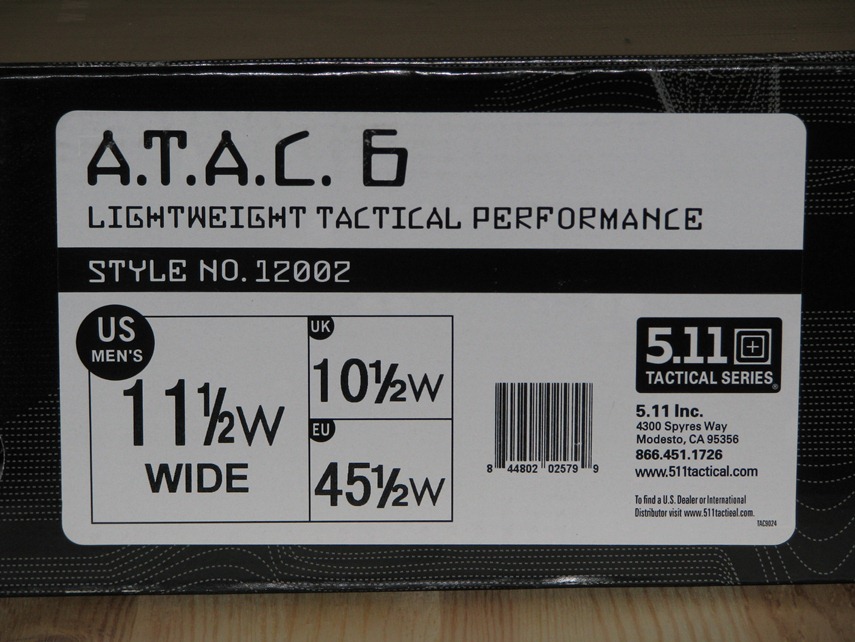 A.T.A.C. 6
LIGHTWEIGHT TACTICAL PERFORMANCE
STYLE NO. 12002
US
MEN'S
11½W
WIDE
UK
10½W
EU
45½W
8 44802 02579 9
5.11
TACTICAL SERIES®
5.11 Inc.
4300 Spyres Way
Modesto, CA 95356
866.451.1726
www.511tactical.com
To find a U.S. Dealer or International
Distributor visit www.511tactical.com.
TAC9024